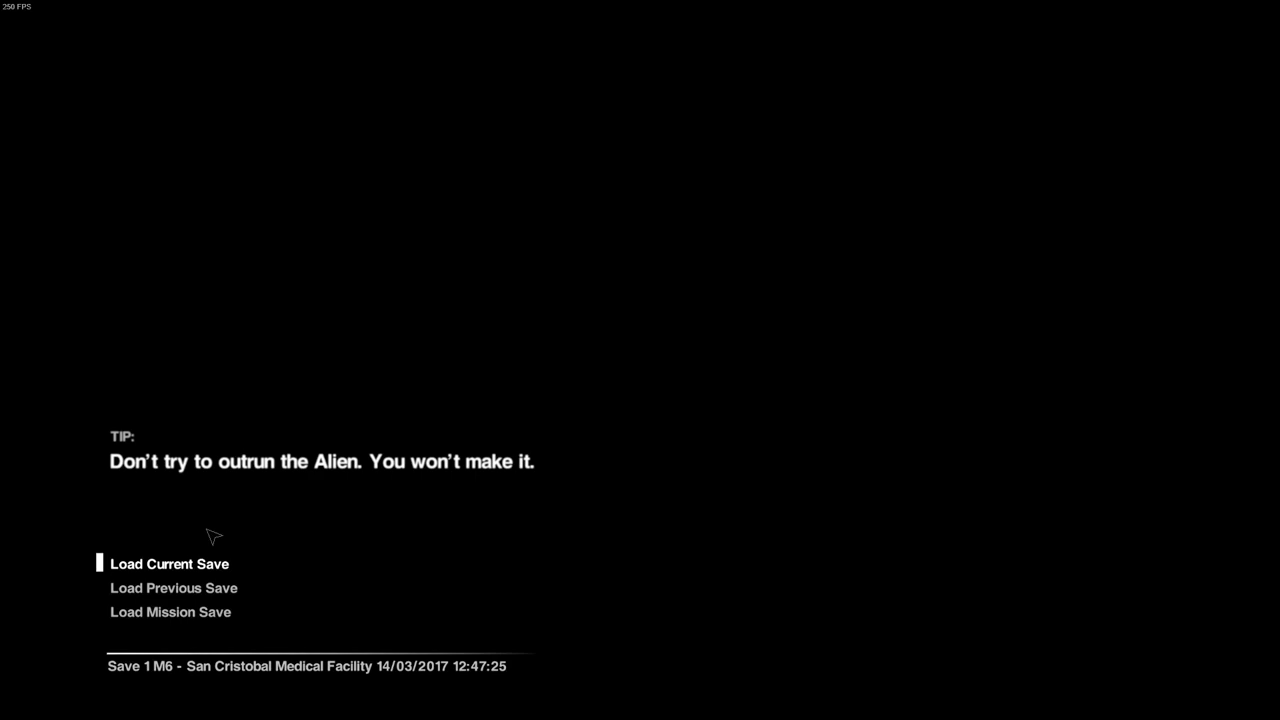 250 FPS
TIP:
Don’t try to outrun the Alien. You won’t make it.
Load Current Save
Load Previous Save
Load Mission Save
Save 1 M6 - San Cristobal Medical Facility 14/03/2017 12:47:25